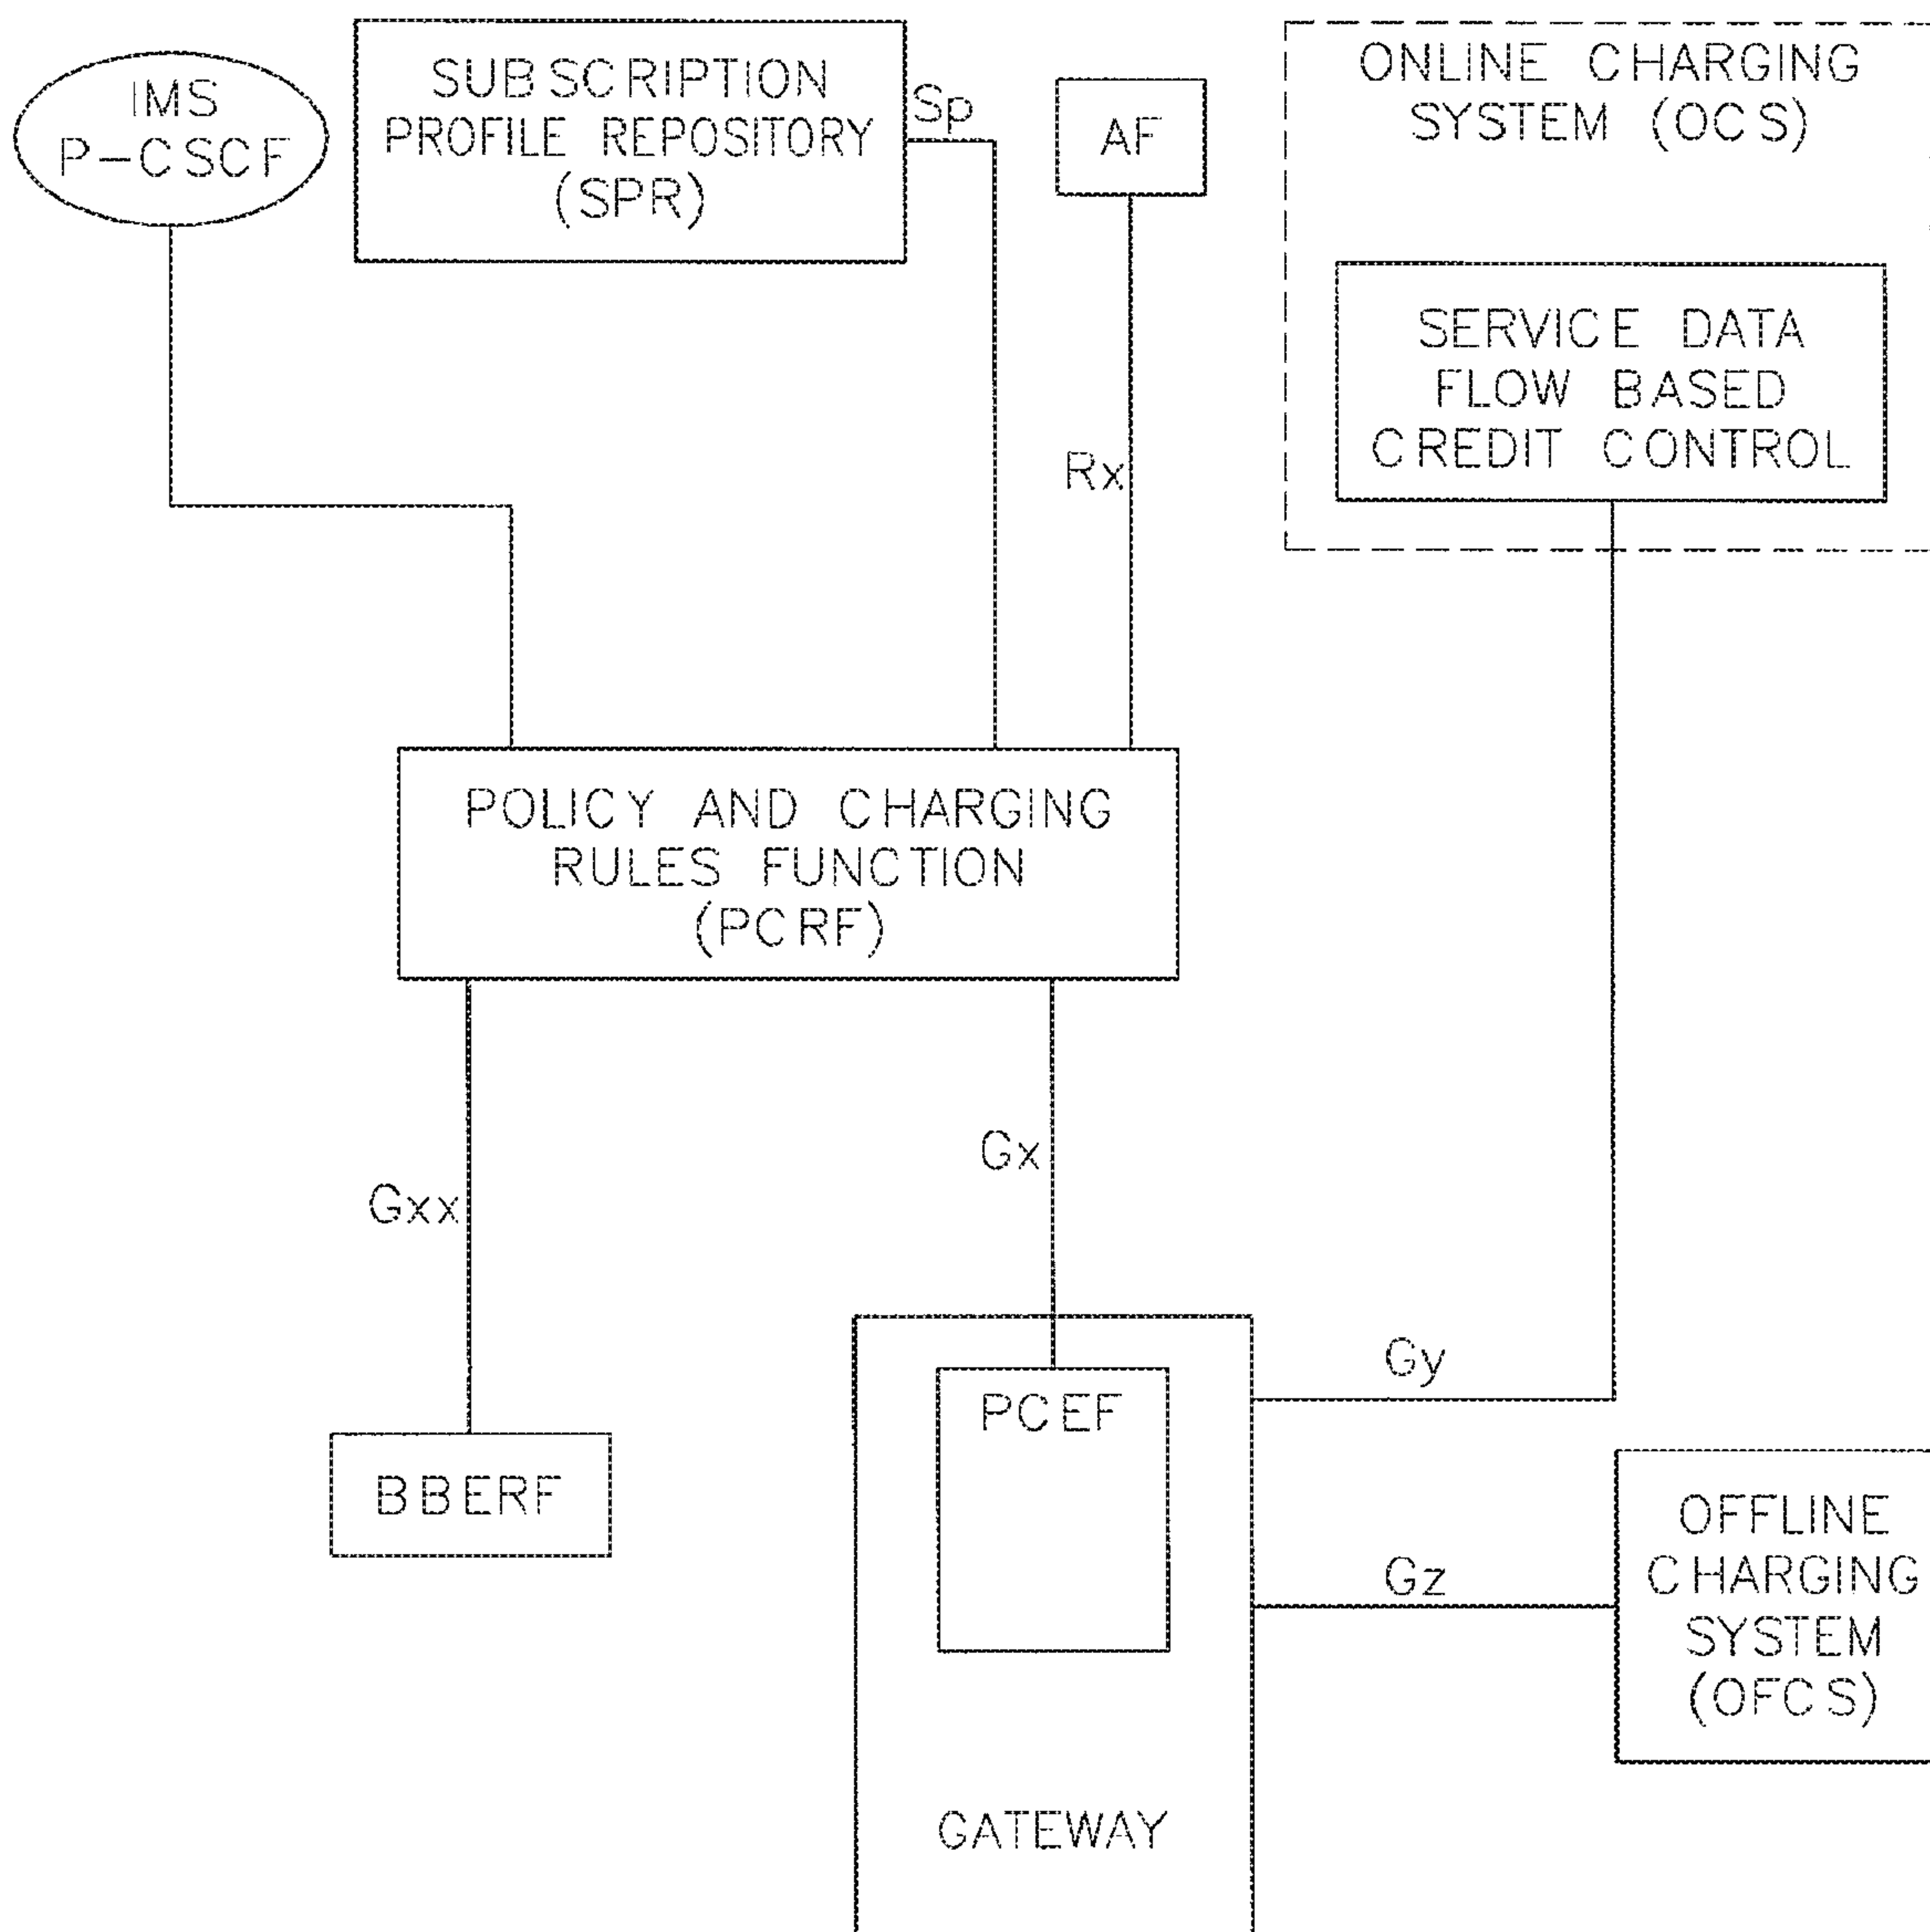 IMS
P-CSCF
SUBSCRIPTION
PROFILE REPOSITORY
(SPR)
Sp
AF
ONLINE CHARGING
SYSTEM (OCS)
SERVICE DATA
FLOW BASED
CREDIT CONTROL
Rx
POLICY AND CHARGING
RULES FUNCTION
(PCRF)
Gxx
Gx
Gy
PCEF
BBERF
Gz
OFFLINE
CHARGING
SYSTEM
(OFCS)
GATEWAY